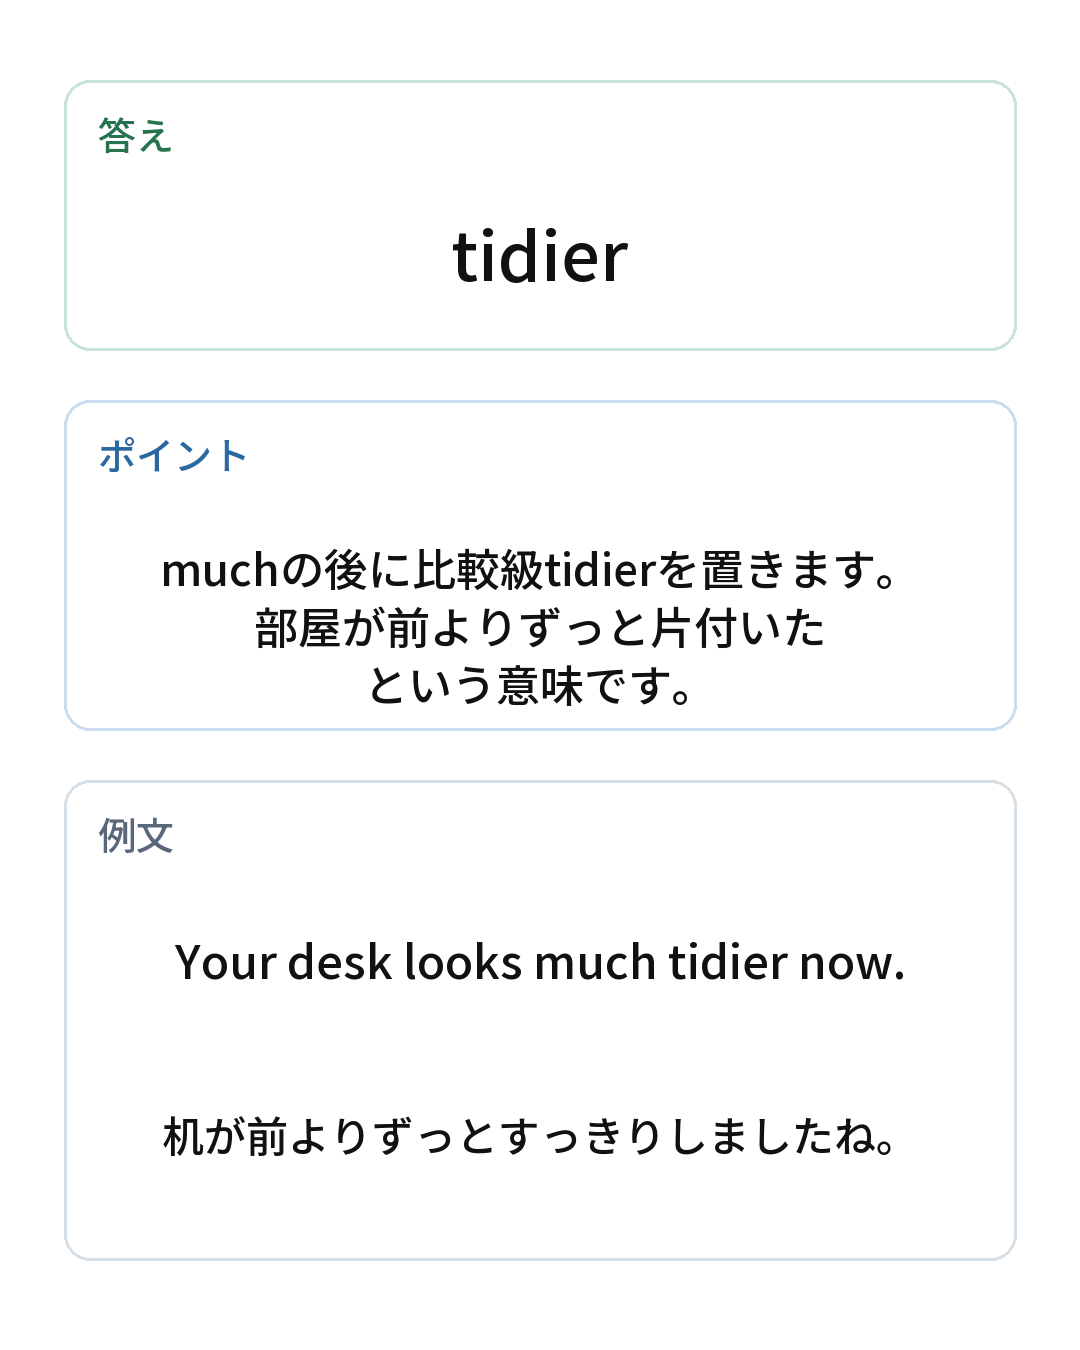 答え
tidier
ポイント
muchの後に比較級tidierを置きます。
部屋が前よりずっと片付いた
という意味です。
例文
Your desk looks much tidier now.
机が前よりずっとすっきりしましたね。